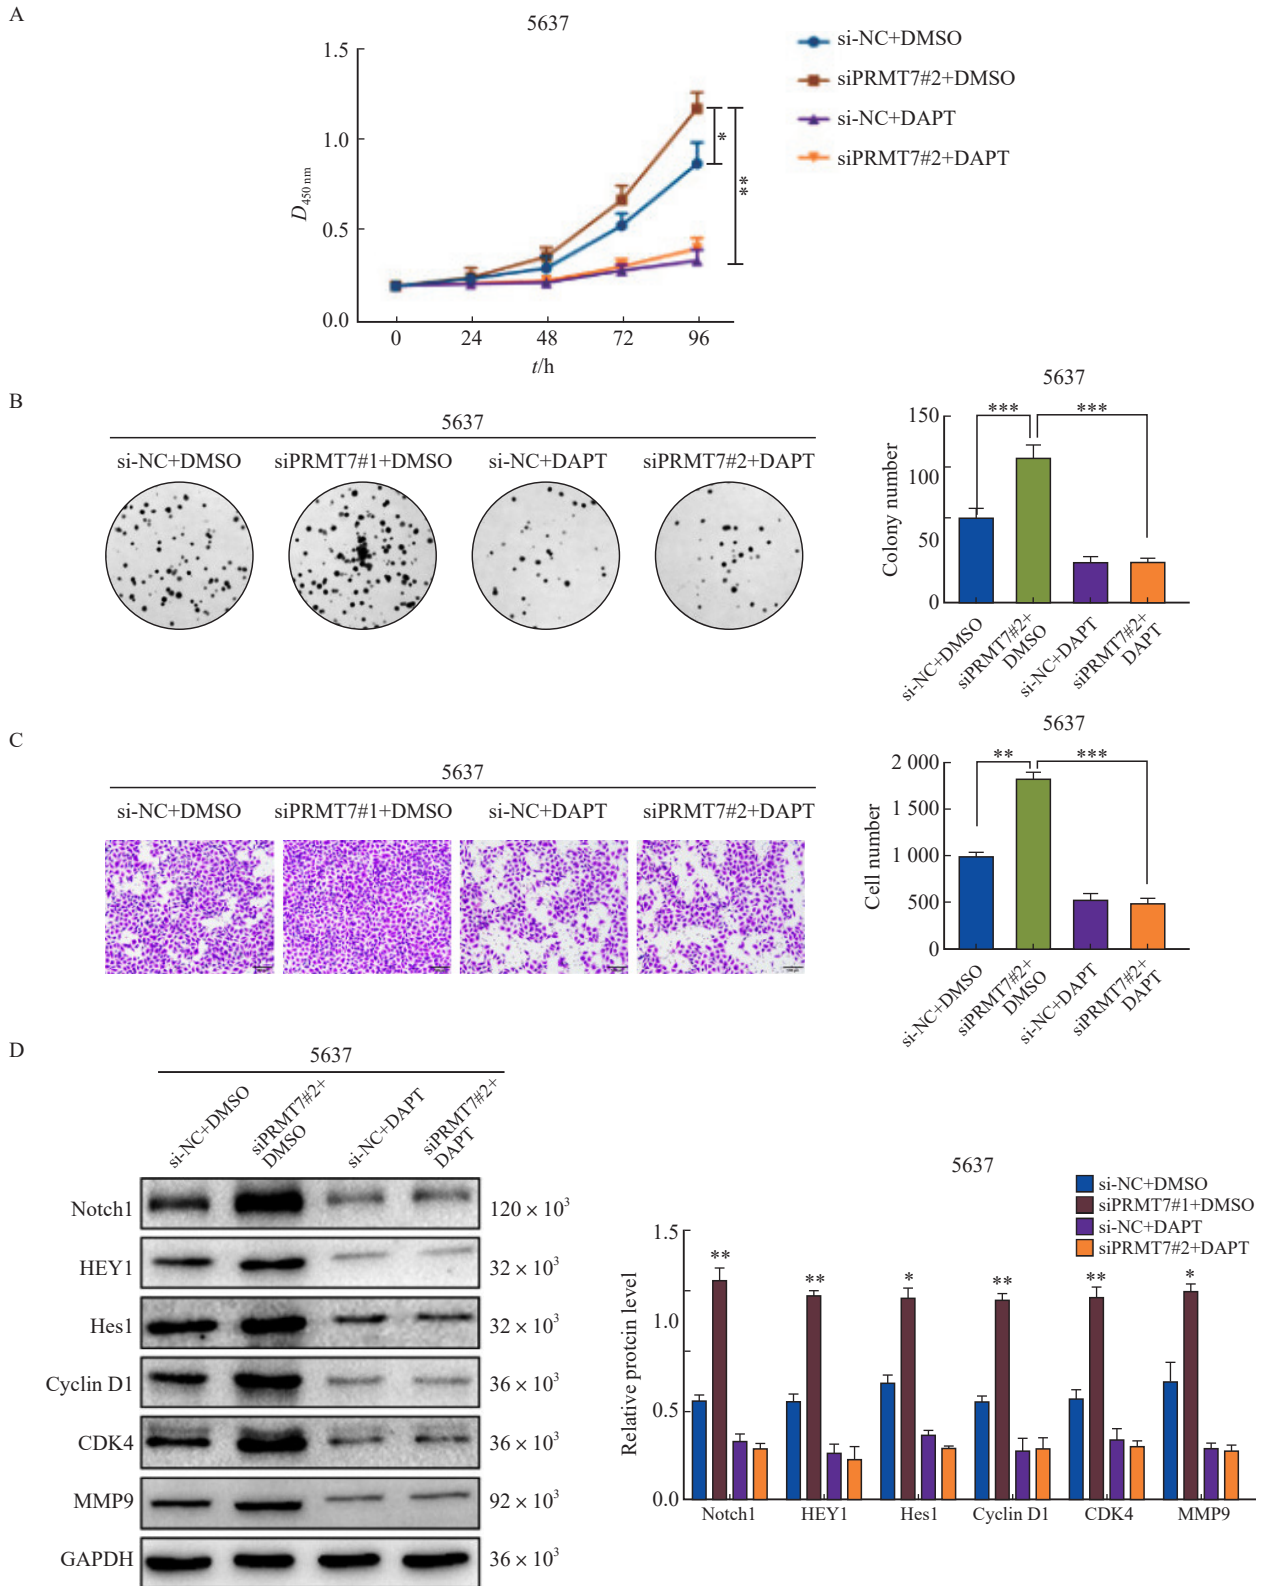 A
5637
si-NC+DMSO
siPRMT7#2+DMSO
si-NC+DAPT
siPRMT7#2+DAPT
1.5
1.0
0.5
0.0
D450 nm
*
**
0 24 48 72 96
t/h
B
5637
si-NC+DMSO siPRMT7#1+DMSO si-NC+DAPT siPRMT7#2+DAPT
5637
150
100
50
0
Colony number
*** ***
si-NC+DMSO
siPRMT7#2+
DMSO
si-NC+DAPT
siPRMT7#2+
DAPT
C
5637
si-NC+DMSO siPRMT7#1+DMSO si-NC+DAPT siPRMT7#2+DAPT
5637
2 000
1 500
1 000
500
0
Cell number
** ***
si-NC+DMSO
siPRMT7#2+
DMSO
si-NC+DAPT
siPRMT7#2+
DAPT
D
5637
si-NC+DMSO
siPRMT7#2+
DMSO
si-NC+DAPT
siPRMT7#2+
DAPT
Notch1 120 × 10³
HEY1 32 × 10³
Hes1 32 × 10³
Cyclin D1 36 × 10³
CDK4 36 × 10³
MMP9 92 × 10³
GAPDH 36 × 10³
5637
si-NC+DMSO
siPRMT7#1+DMSO
si-NC+DAPT
siPRMT7#2+DAPT
1.5
1.0
0.5
0.0
Relative protcin level
** ** * ** ** *
Notch1 HEY1 Hes1 Cyclin D1 CDK4 MMP9